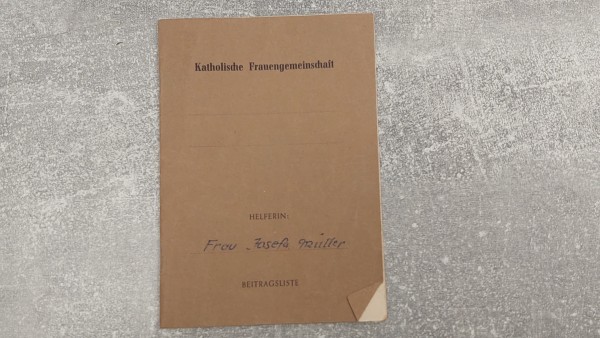 Katholische Frauengemeinschaft
HELFERIN:
Frau Josefa Müller
BEITRAGSLISTE